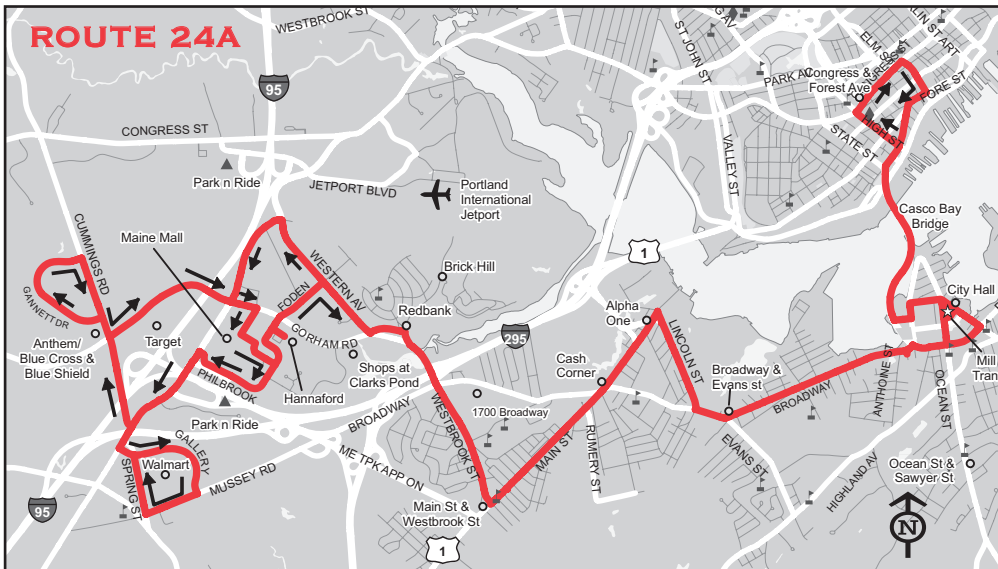 ROUTE 24A
WESTBROOK ST
95
CONGRESS ST
Park n Ride
JETPORT BLVD
Portland
International
Jetport
ST JOHN ST
PARK AV
ELM ST
Congress &
Forest Ave
FORE ST
HIGH ST
STATE ST
VALLEY ST
Casco Bay
Bridge
CUMMINGS RD
Maine Mall
WESTERN AV
Brick Hill
1
GANNETT DR
FODEN
GORHAM RD
Redbank
Alpha
One
City Hall
Anthem/
Blue Cross &
Blue Shield
Target
295
LINCOLN ST
Mill
Tran
Shops at
Clarks Pond
Cash
Corner
Broadway &
Evans st
PHILBROOK
Hannaford
1700 Broadway
BROADWAY
ANTHOINE ST
OCEAN ST
Park n Ride
BROADWAY
WESTBROOK ST
MAIN ST
RUMERY ST
EVANS ST
HIGHLAND AV
GALLERY
Walmart
SPRING ST
MUSSEY RD
ME TPK APP ON
Ocean St &
Sawyer St
95
Main St &
Westbrook St
1
N